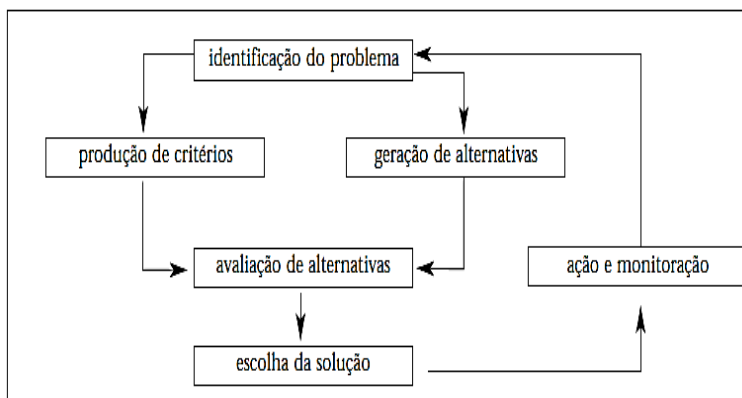 identificação do problema
produção de critérios
geração de alternativas
avaliação de alternativas
ação e monitoração
escolha da solução